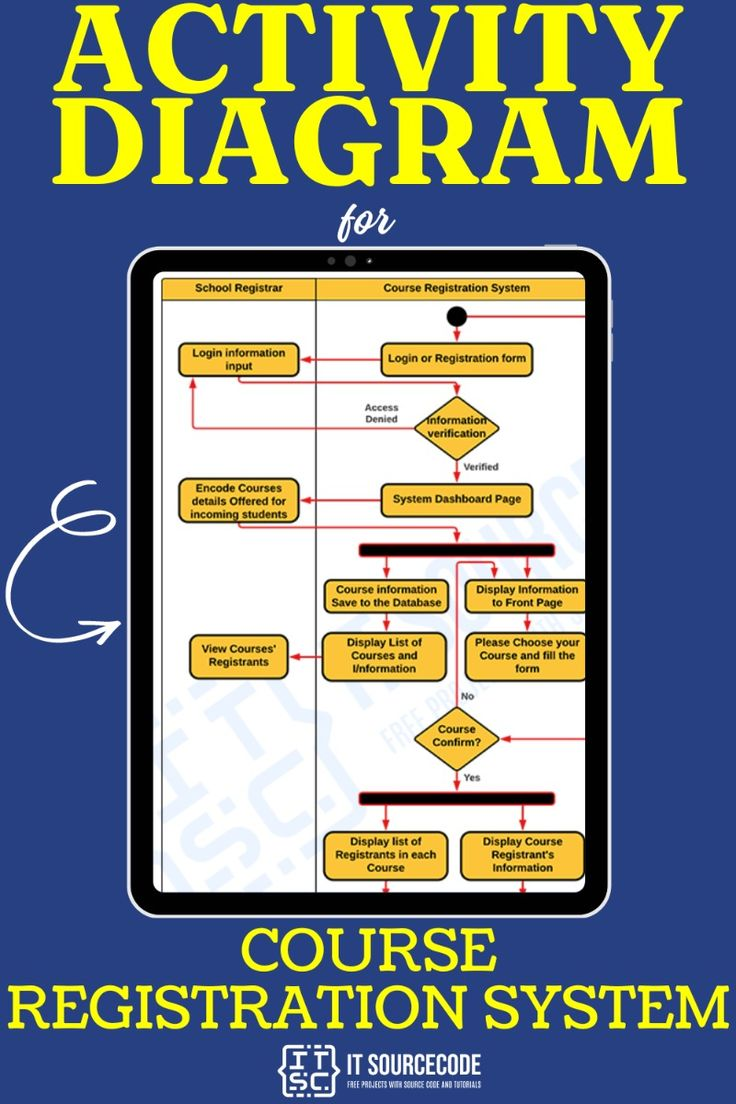 ACTIVITY
DIAGRAM
for
School Registrar
Course Registration System
Login information
input
Login or Registration form
Access
Denied
Information
verification
Verified
Encode Courses
details Offered for
incoming students
System Dashboard Page
Course information
Save to the Database
Display Information
to Front Page
View Courses'
Registrants
Display List of
Courses and
I/nformation
Please Choose your
Course and fill the
form
No
Course
Confirm?
Yes
Display list of
Registrants in each
Course
Display Course
Registrant's
Information
COURSE
REGISTRATION SYSTEM
ITSC
IT SOURCECODE
FREE PROJECTS WITH SOURCE CODE AND TUTORIALS